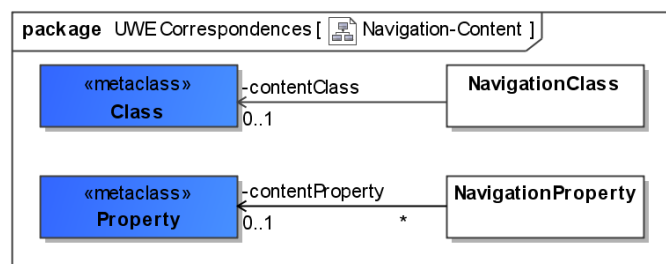 package UWE Correspondences [ Navigation-Content ]
«metaclass»
Class
-contentClass
0..1
NavigationClass
«metaclass»
Property
-contentProperty
0..1
*
NavigationProperty